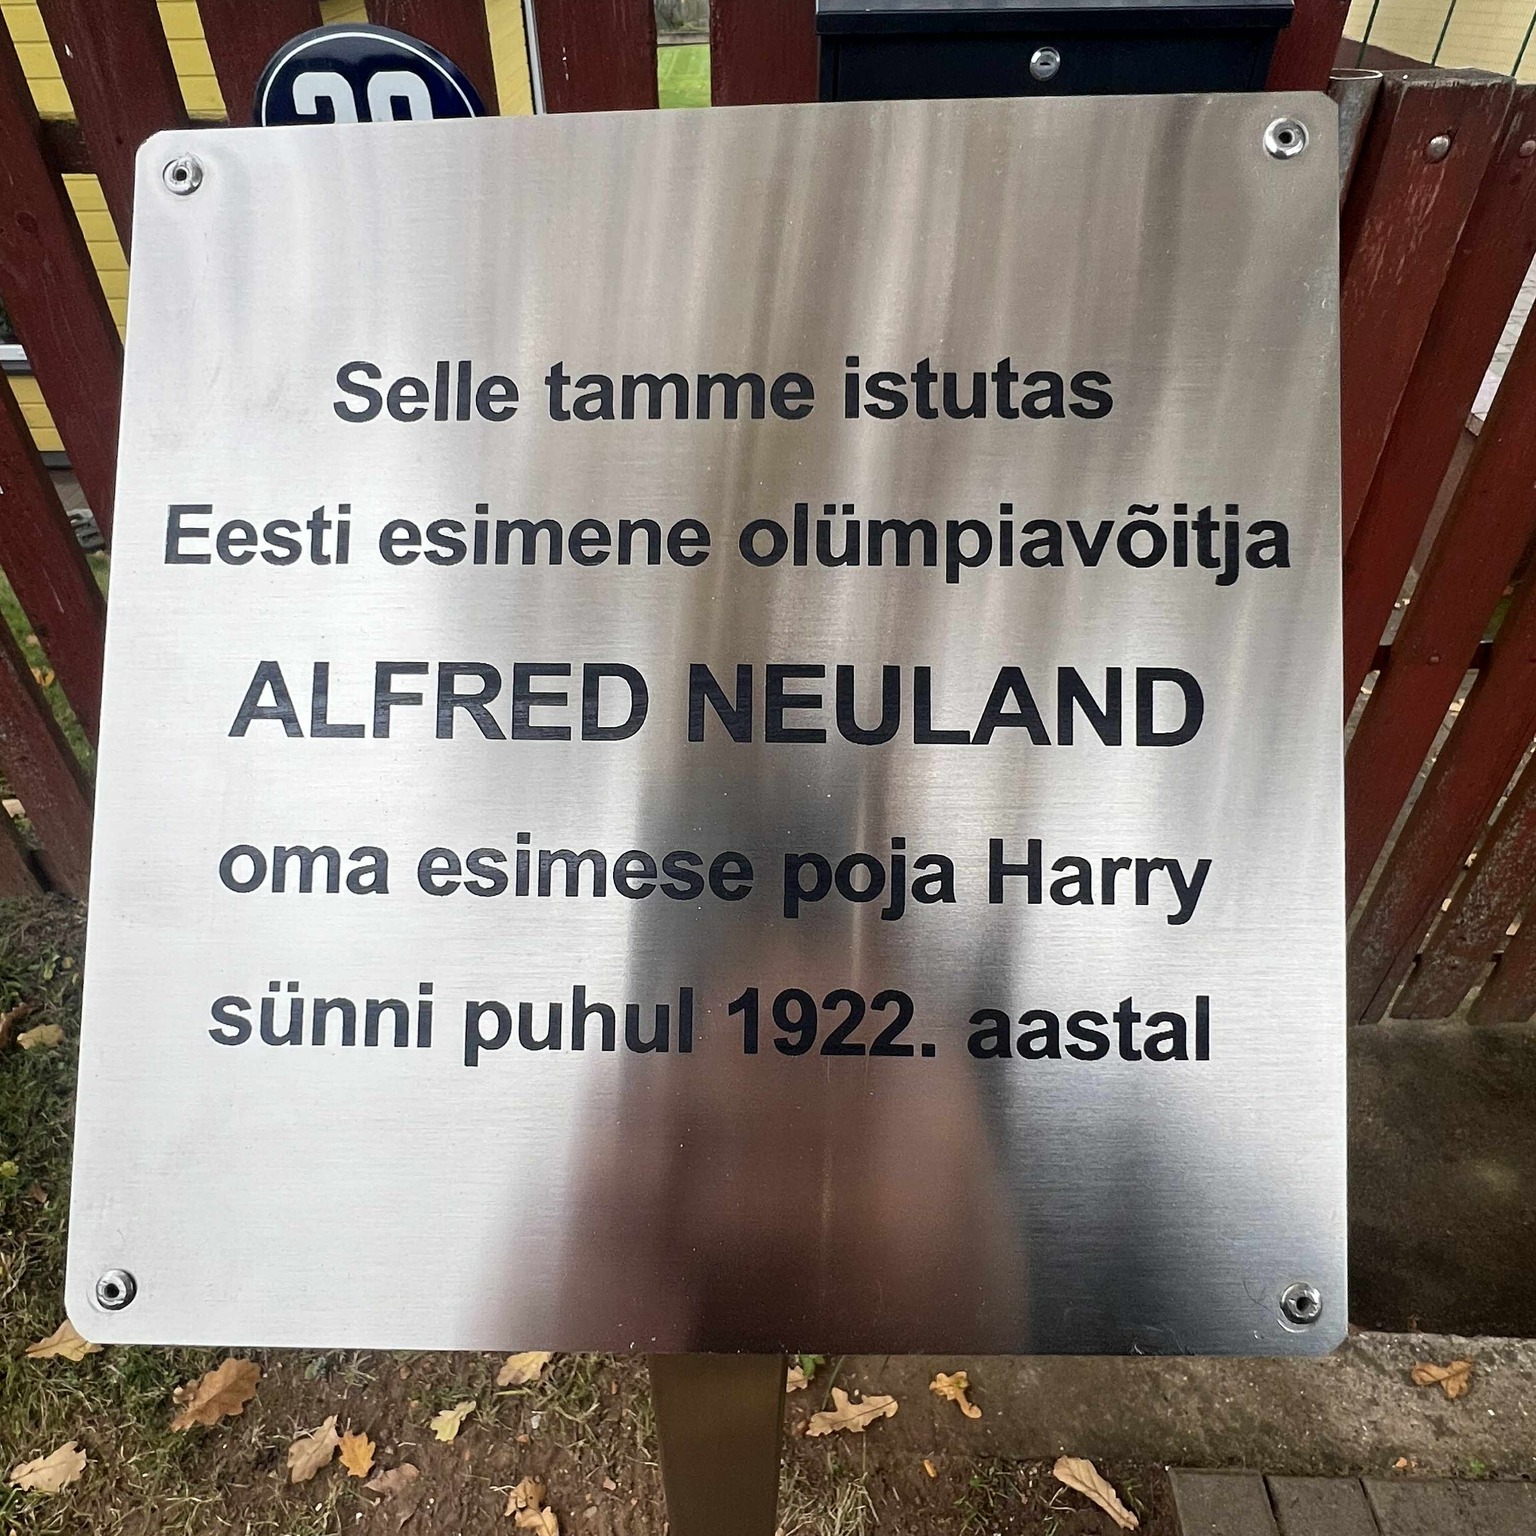 Selle tamme istutas
Eesti esimene olümpiavõitja
ALFRED NEULAND
oma esimese poja Harry
sünni puhul 1922. aastal